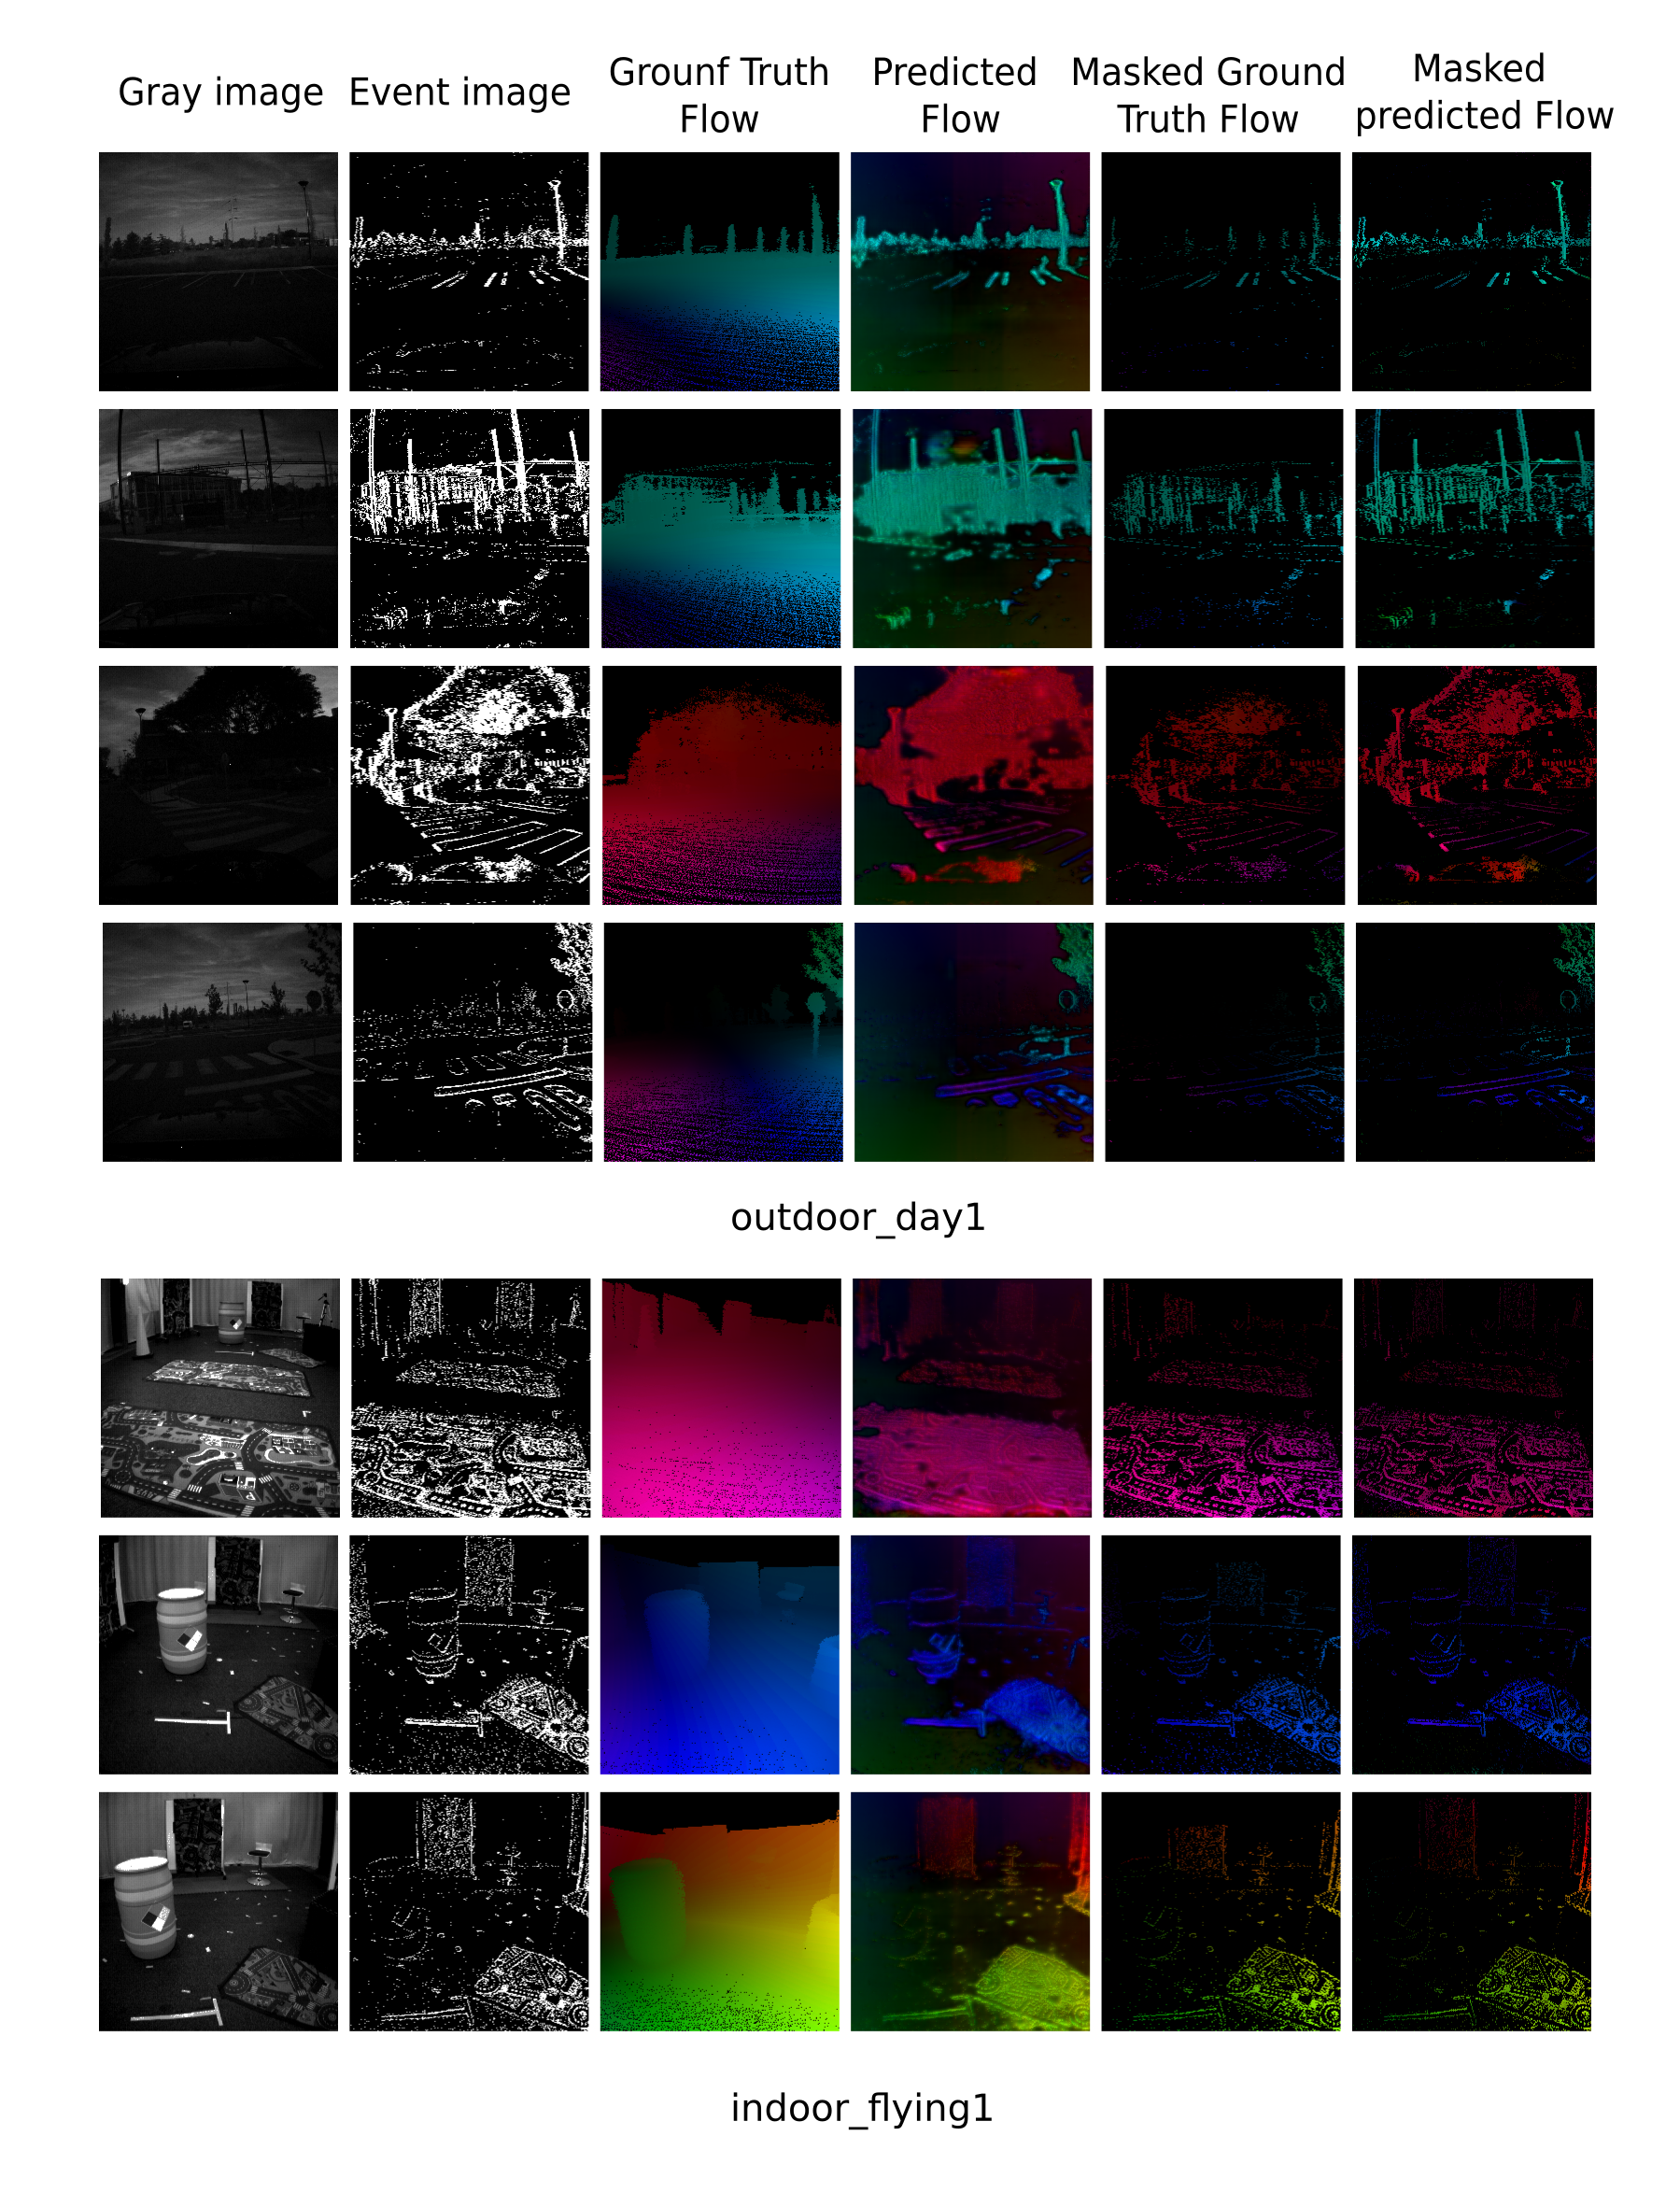 Gray image
Event image
Grounf Truth
Flow
Predicted
Flow
Masked Ground
Truth Flow
Masked
predicted Flow
outdoor_day1
indoor_flying1